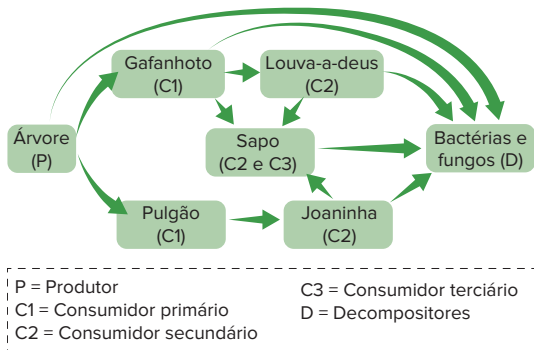 Gafanhoto
(C1)
Louva-a-deus
(C2)
Árvore
(P)
Sapo
(C2 e C3)
Bactérias e
fungos (D)
Pulgão
(C1)
Joaninha
(C2)
P = Produtor
C1 = Consumidor primário
C2 = Consumidor secundário
C3 = Consumidor terciário
D = Decompositores